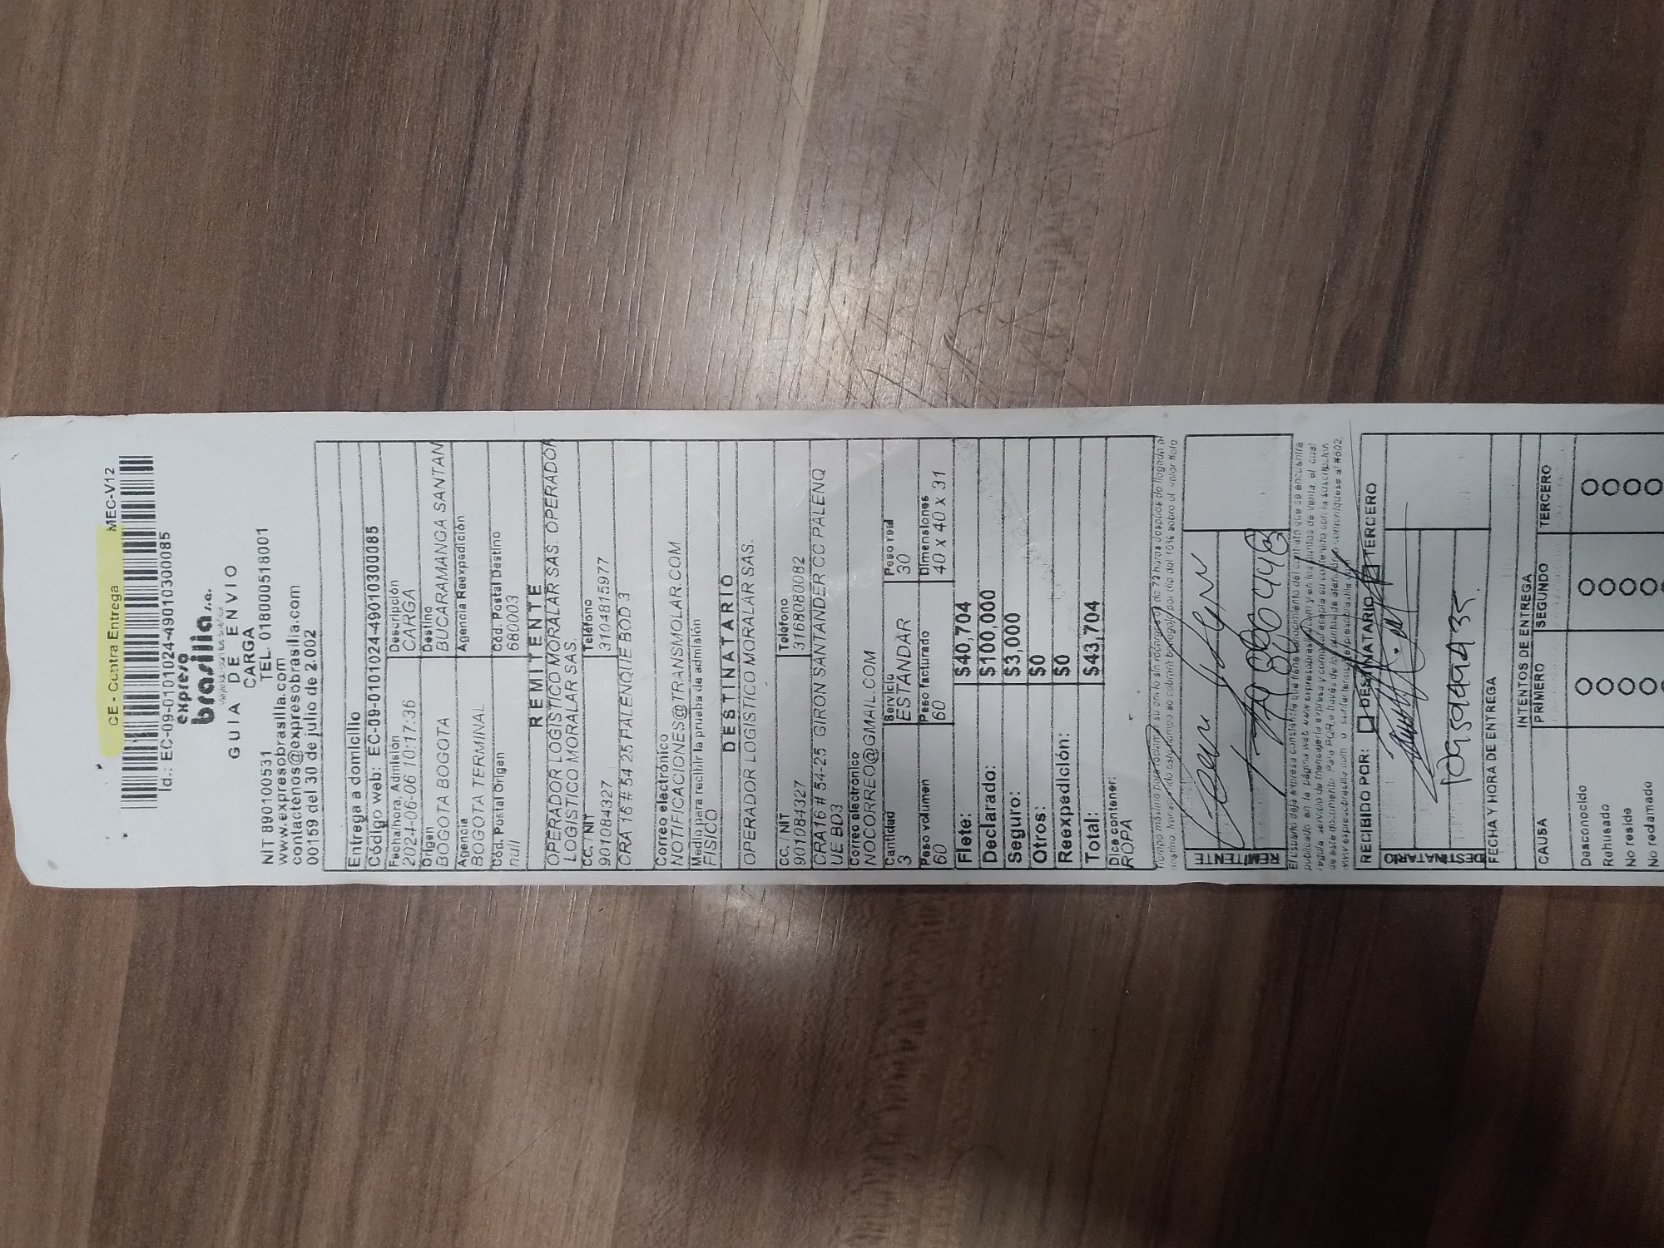 CE - Contra Entrega MEC-V12
Id.: EC-09-0101024-4901030​0085
expreso
brasilia s.a.
GUIA DE ENVIO
CARGA
NIT 890100531 TEL. 018000518001
www.expresobrasilia.com
contactenos@expresobrasilia.com
00159 del 30 de julio de 2.002
Entrega a domicilio
Código web: EC-09-0101024-49010300085
Fecha/hora, Admisión Descripción
2024-06-06 10:17:36 CARGA
Origen Destino
BOGOTA BOGOTA BUCARAMANGA SANTAN
Agencia Agencia Reexpedición
BOGOTA TERMINAL
Cód. Postal Origen Cód. Postal Destino
null 680003
REMITENTE
OPERADOR LOGISTICO MORALAR SAS. OPERADOR
LOGISTICO MORALAR SAS.
CC. NIT Teléfono
901084327 3104815977
CRA 16 # 54 25 PALENQUE BOD 3
Correo electrónico
NOTIFICACIONES@TRANSMOLAR.COM
Medio para recibir la prueba de admisión
FISICO
DESTINATARIO
OPERADOR LOGISTICO MORALAR SAS.
CC. NIT Teléfono
901084327 3168080082
CRA16 # 54-25 GIRON SANTANDER CC PALENQ
UE BD3
Correo electrónico
NOCORREO@GMAIL.COM
Cantidad Servicio Peso real
3 ESTANDAR 30
Peso volumen Peso facturado Dimensiones
60 60 40 x 40 x 31
Flete: $40,704
Declarado: $100,000
Seguro: $3,000
Otros: $0
Reexpedición: $0
Total: $43,704
Dice contener:
ROPA
REMITENTE
RECIBIDO POR: DESTINATARIO TERCERO
DESTINATARIO
FECHA Y HORA DE ENTREGA
INTENTOS DE ENTREGA
CAUSA PRIMERO SEGUNDO TERCERO
Desconocido
Rehusado
No reside
No reclamado